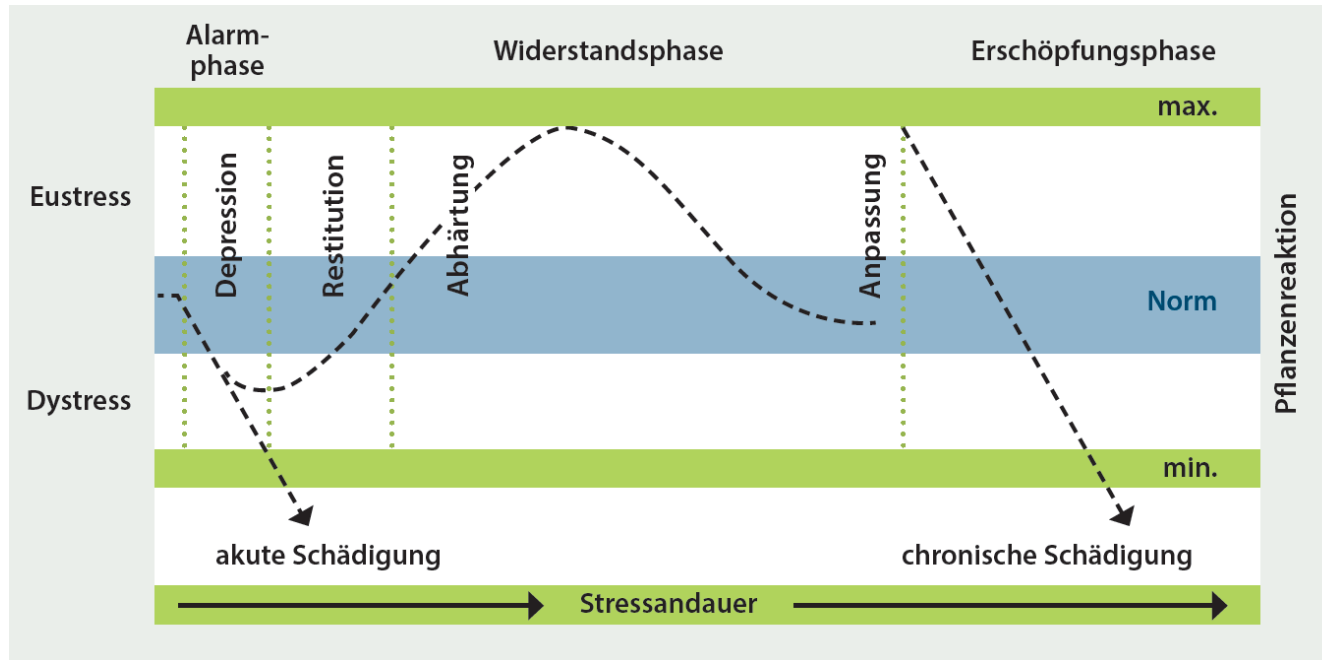 Alarm-
phase
Widerstandsphase
Erschöpfungsphase
max.
Eustress
Depression
Restitution
Abhärtung
Anpassung
Norm
Pflanzenreaktion
Dystress
min.
akute Schädigung
chronische Schädigung
Stressandauer